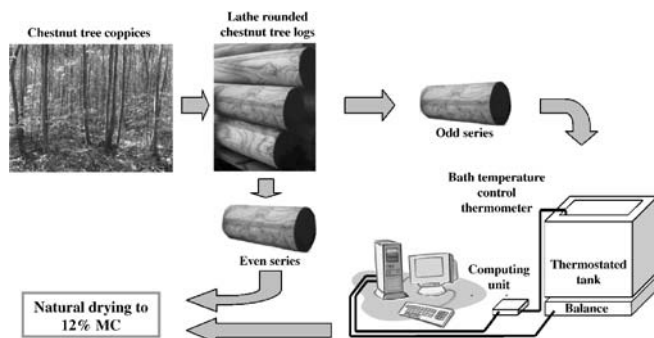 Chestnut tree coppices
Lathe rounded
chestnut tree logs
Odd series
Bath temperature
control
thermometer
Even series
Computing
unit
Thermostated
tank
Balance
Natural drying to
12% MC